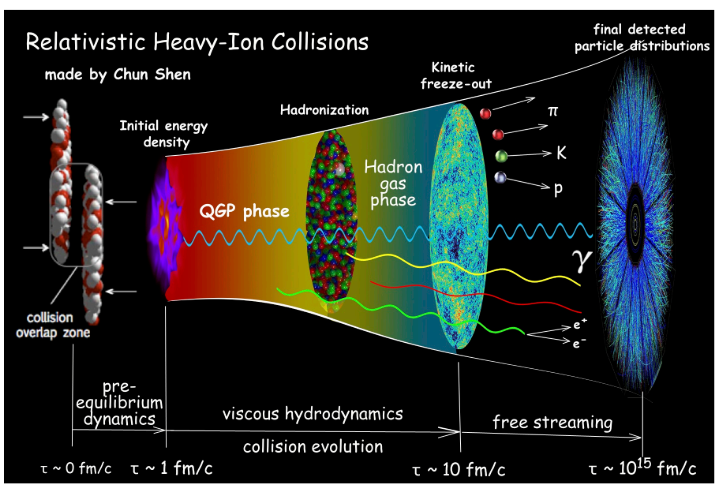 Relativistic Heavy-Ion Collisions
made by Chun Shen
final detected
particle distributions
Kinetic
freeze-out
Hadronization
Initial energy
density
π
K
p
Hadron
gas
phase
QGP phase
γ
collision
overlap zone
e⁺
e⁻
pre-
equilibrium
dynamics
viscous hydrodynamics
collision evolution
free streaming
τ ~ 0 fm/c
τ ~ 1 fm/c
τ ~ 10 fm/c
τ ~ 10¹⁵ fm/c